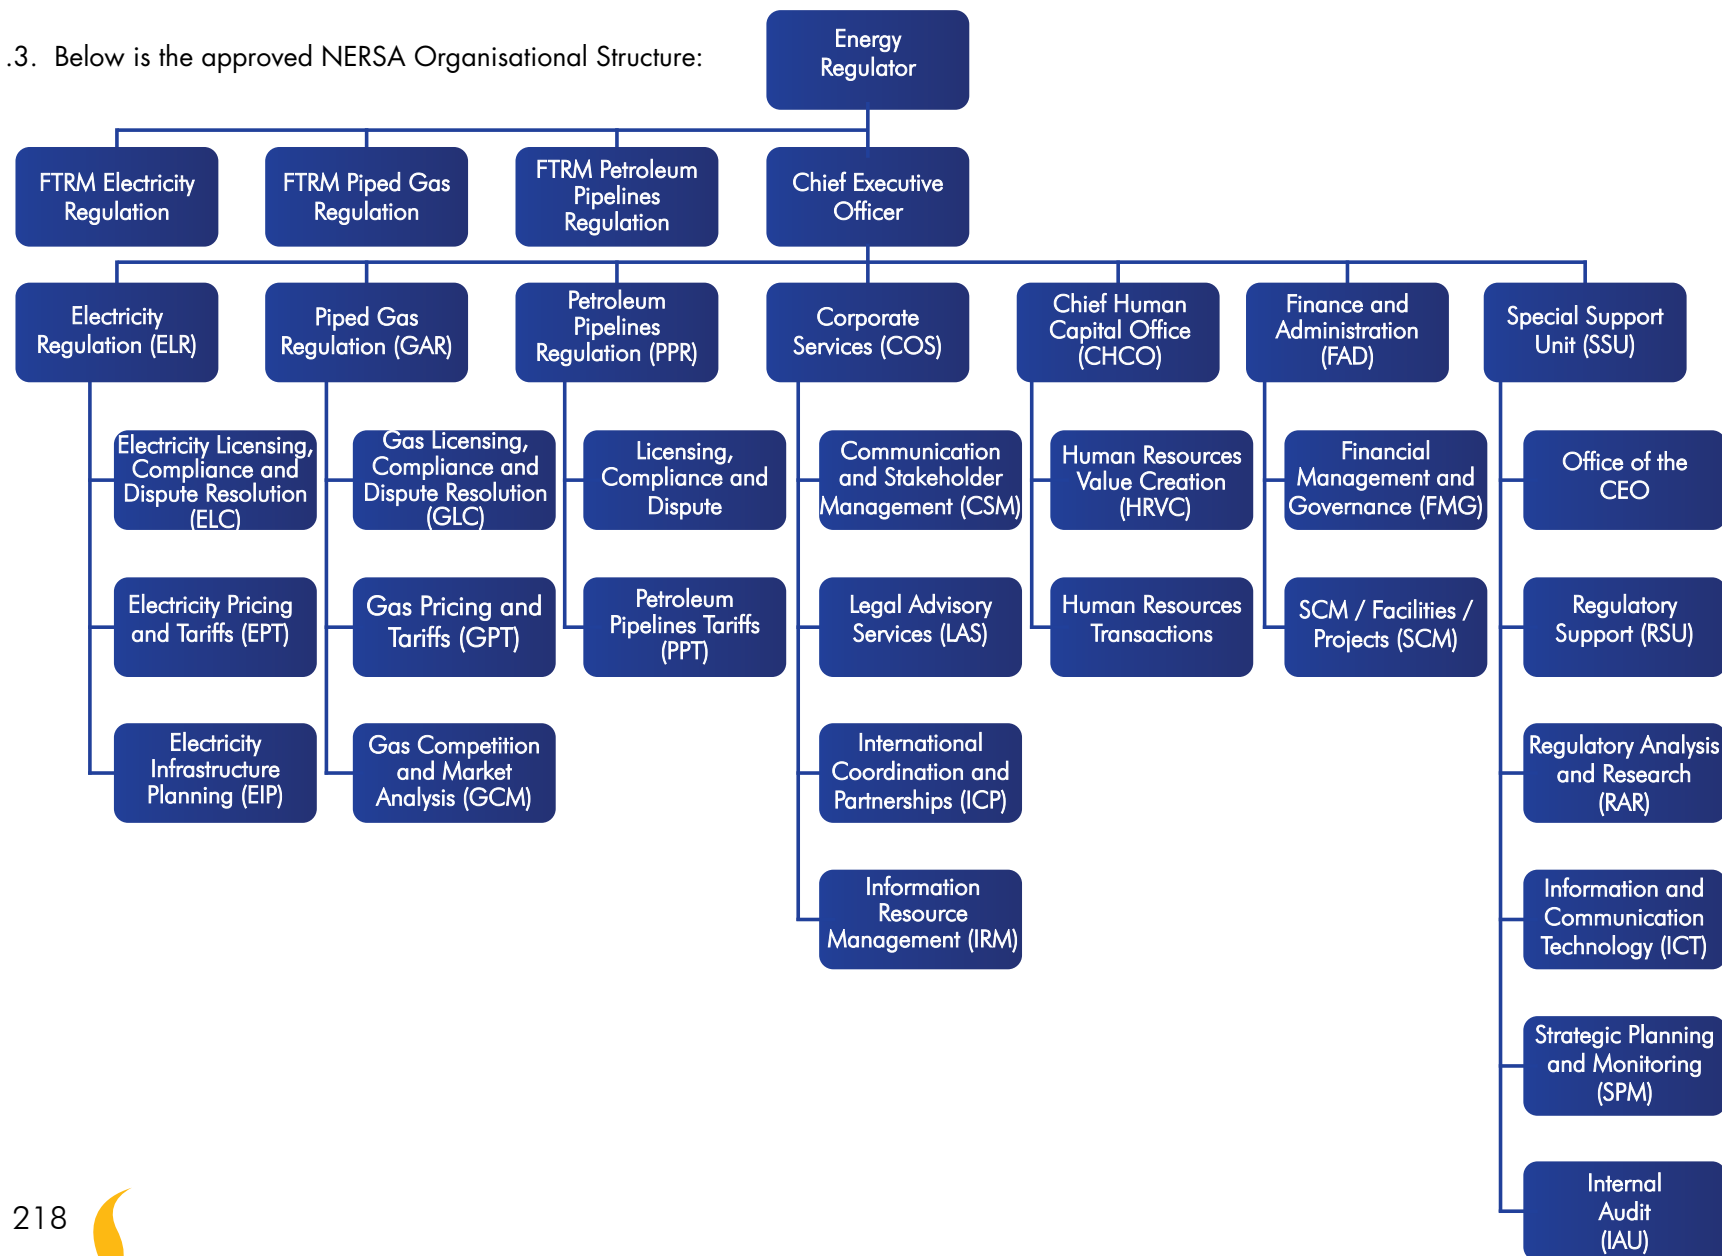 .3. Below is the approved NERSA Organisational Structure:
Energy
Regulator
FTRM Electricity
Regulation
FTRM Piped Gas
Regulation
FTRM Petroleum
Pipelines
Regulation
Chief Executive
Officer
Electricity
Regulation (ELR)
Piped Gas
Regulation (GAR)
Petroleum
Pipelines
Regulation (PPR)
Corporate
Services (COS)
Chief Human
Capital Office
(CHCO)
Finance and
Administration
(FAD)
Special Support
Unit (SSU)
Electricity Licensing,
Compliance and
Dispute Resolution
(ELC)
Gas Licensing,
Compliance and
Dispute Resolution
(GLC)
Licensing,
Compliance and
Dispute
Communication
and Stakeholder
Management (CSM)
Human Resources
Value Creation
(HRVC)
Financial
Management and
Governance (FMG)
Office of the
CEO
Electricity Pricing
and Tariffs (EPT)
Gas Pricing and
Tariffs (GPT)
Petroleum
Pipelines Tariffs
(PPT)
Legal Advisory
Services (LAS)
Human Resources
Transactions
SCM / Facilities /
Projects (SCM)
Regulatory
Support (RSU)
Electricity
Infrastructure
Planning (EIP)
Gas Competition
and Market
Analysis (GCM)
International
Coordination and
Partnerships (ICP)
Regulatory Analysis
and Research
(RAR)
Information
Resource
Management (IRM)
Information and
Communication
Technology (ICT)
Strategic Planning
and Monitoring
(SPM)
Internal
Audit
(IAU)
218